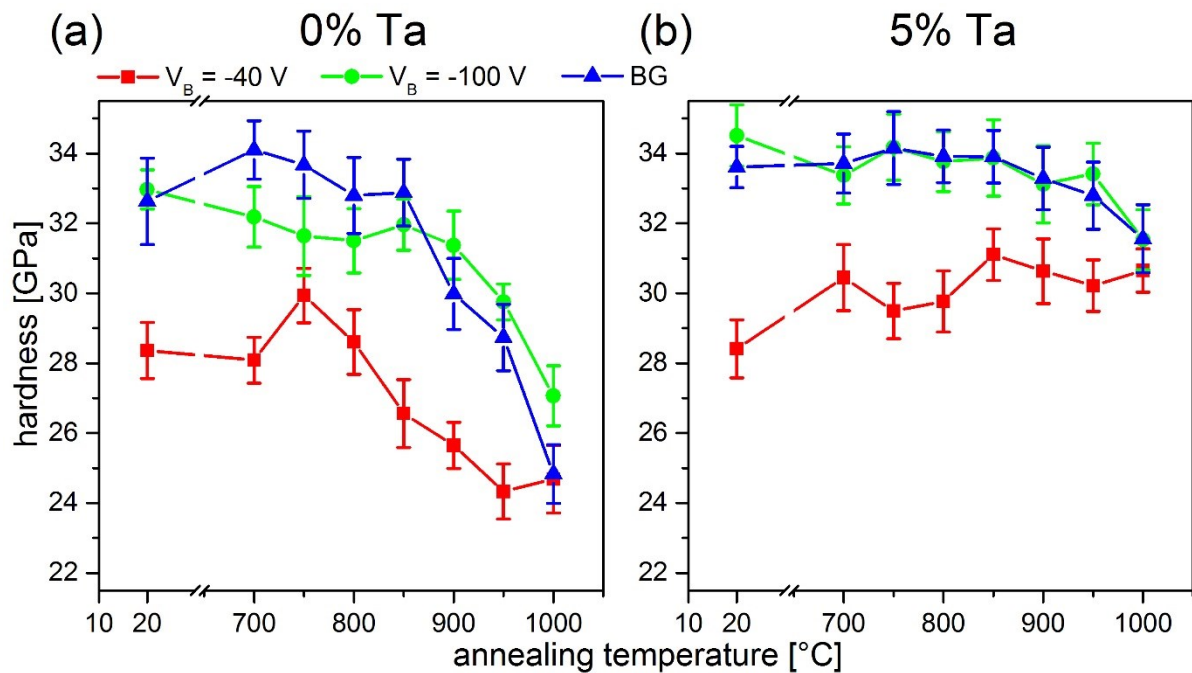 (a) 0% Ta (b) 5% Ta
V_B = -40 V V_B = -100 V BG
34 34
32 32
30 30
28 28
26 26
24 24
22 22
hardness [GPa]
10 20 700 800 900 1000 10 20 700 800 900 1000
annealing temperature [°C]